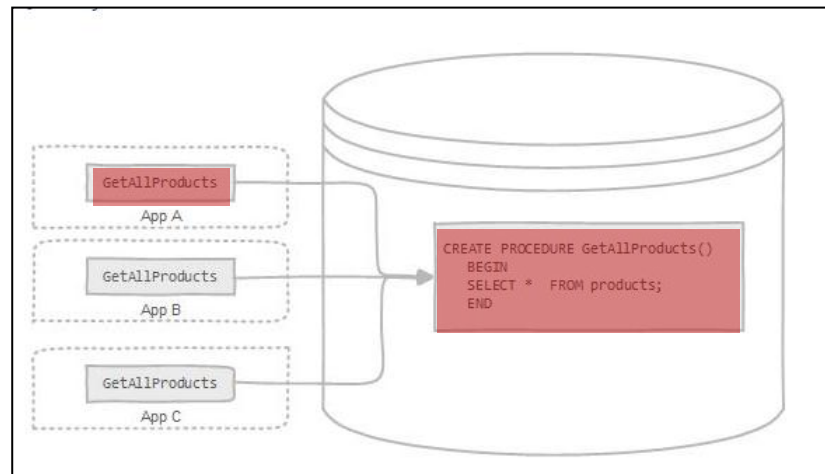 GetAllProducts
App A
GetAllProducts
App B
GetAllProducts
App C
CREATE PROCEDURE GetAllProducts()
BEGIN
SELECT * FROM products;
END